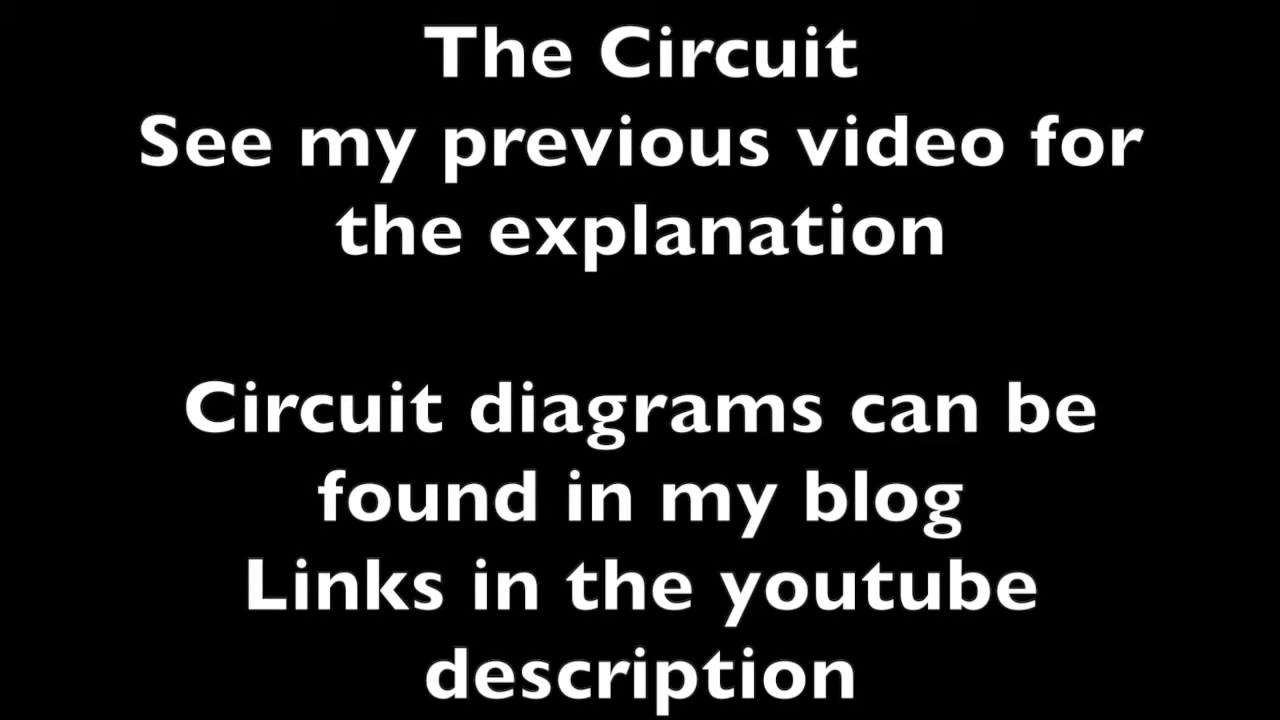 The Circuit
See my previous video for
the explanation
Circuit diagrams can be
found in my blog
Links in the youtube
description